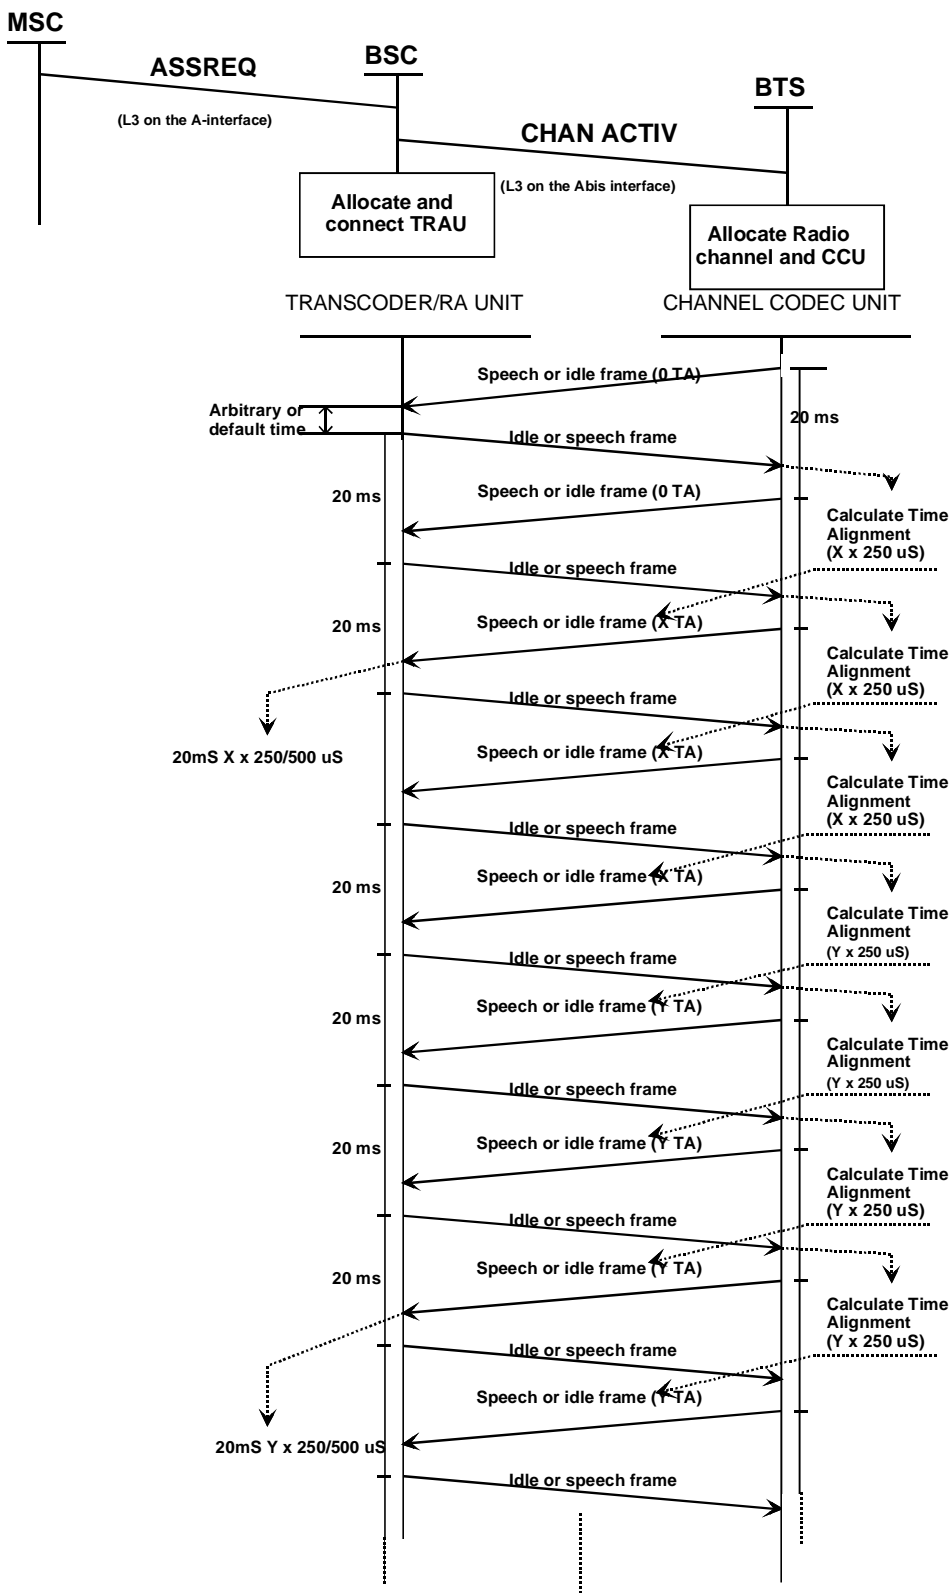 MSC
BSC
ASSREQ
BTS
(L3 on the A-interface)
CHAN ACTIV
(L3 on the Abis interface)
Allocate and
connect TRAU
Allocate Radio
channel and CCU
TRANSCODER/RA UNIT
CHANNEL CODEC UNIT
Speech or idle frame (0 TA)
Arbitrary or
default time
20 ms
Idle or speech frame
20 ms
Speech or idle frame (0 TA)
Calculate Time
Alignment
(X x 250 uS)
Idle or speech frame
20 ms
Speech or idle frame (X TA)
Calculate Time
Alignment
(X x 250 uS)
Idle or speech frame
20mS X x 250/500 uS
Speech or idle frame (X TA)
Calculate Time
Alignment
(X x 250 uS)
Idle or speech frame
20 ms
Speech or idle frame (X TA)
Calculate Time
Alignment
(Y x 250 uS)
Idle or speech frame
20 ms
Speech or idle frame (Y TA)
Calculate Time
Alignment
(Y x 250 uS)
Idle or speech frame
20 ms
Speech or idle frame (Y TA)
Calculate Time
Alignment
(Y x 250 uS)
Idle or speech frame
20 ms
Speech or idle frame (Y TA)
Calculate Time
Alignment
(Y x 250 uS)
Idle or speech frame
Speech or idle frame (Y TA)
20mS Y x 250/500 uS
Idle or speech frame